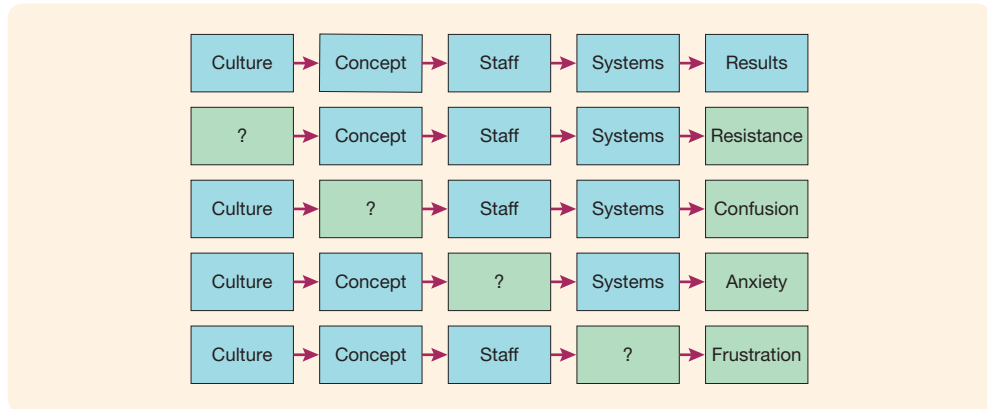 Culture Concept Staff Systems Results
? Concept Staff Systems Resistance
Culture ? Staff Systems Confusion
Culture Concept ? Systems Anxiety
Culture Concept Staff ? Frustration